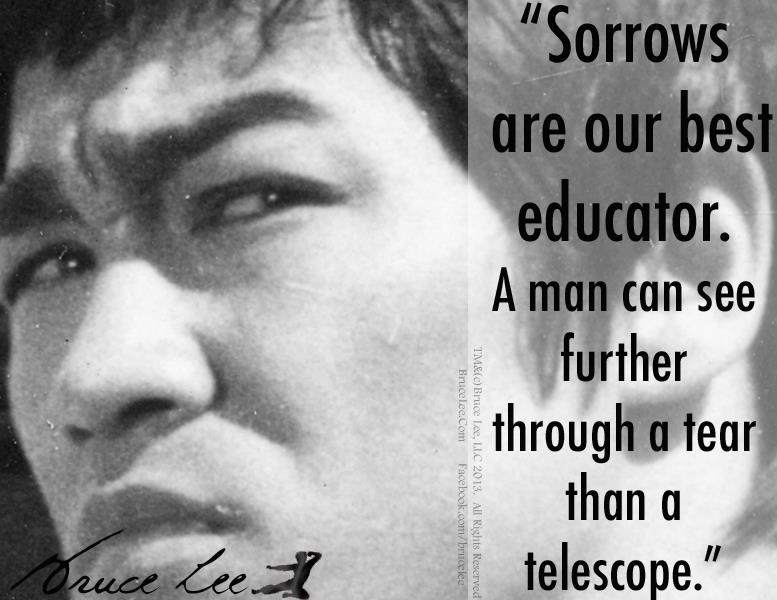 “Sorrows
are our best
educator.
A man can see
further
through a tear
than a
telescope.”
TM&(c) Bruce Lee, LLC 2013. All Rights Reserved
BruceLee.Com Facebook.com/brucelee
Bruce Lee